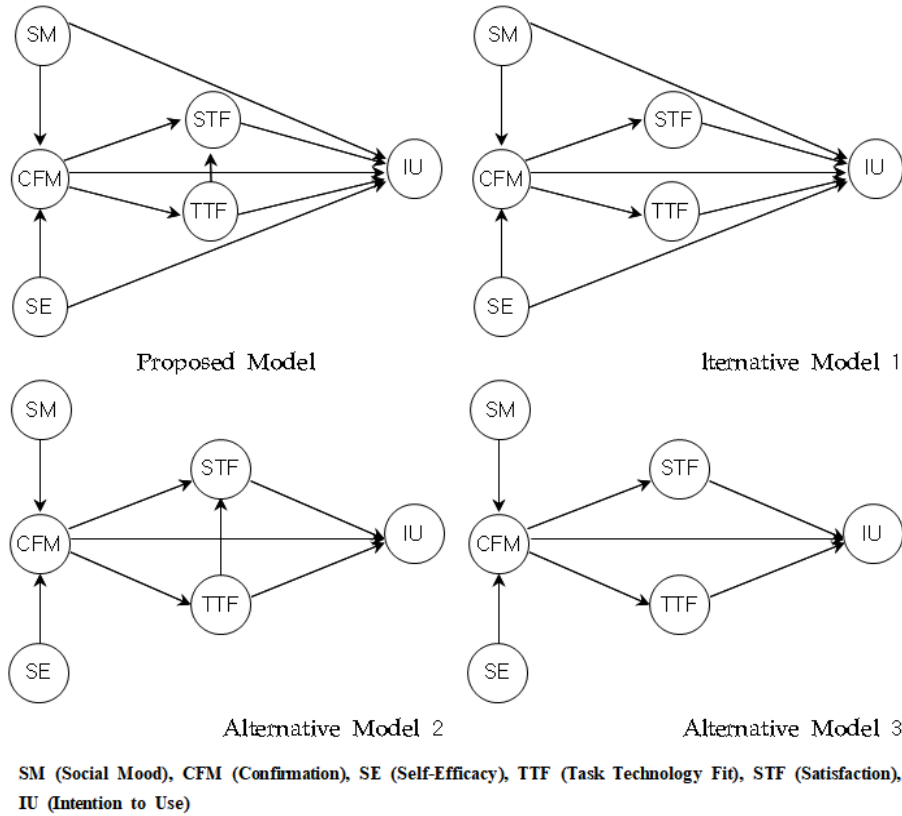 SM
STF
CFM
IU
TTF
SE
Proposed Model
SM
STF
CFM
IU
TTF
SE
lternative Model 1
SM
STF
CFM
IU
TTF
SE
Alternative Model 2
SM
STF
CFM
IU
TTF
SE
Alternative Model 3
SM (Social Mood), CFM (Confirmation), SE (Self-Efficacy), TTF (Task Technology Fit), STF (Satisfaction),
IU (Intention to Use)